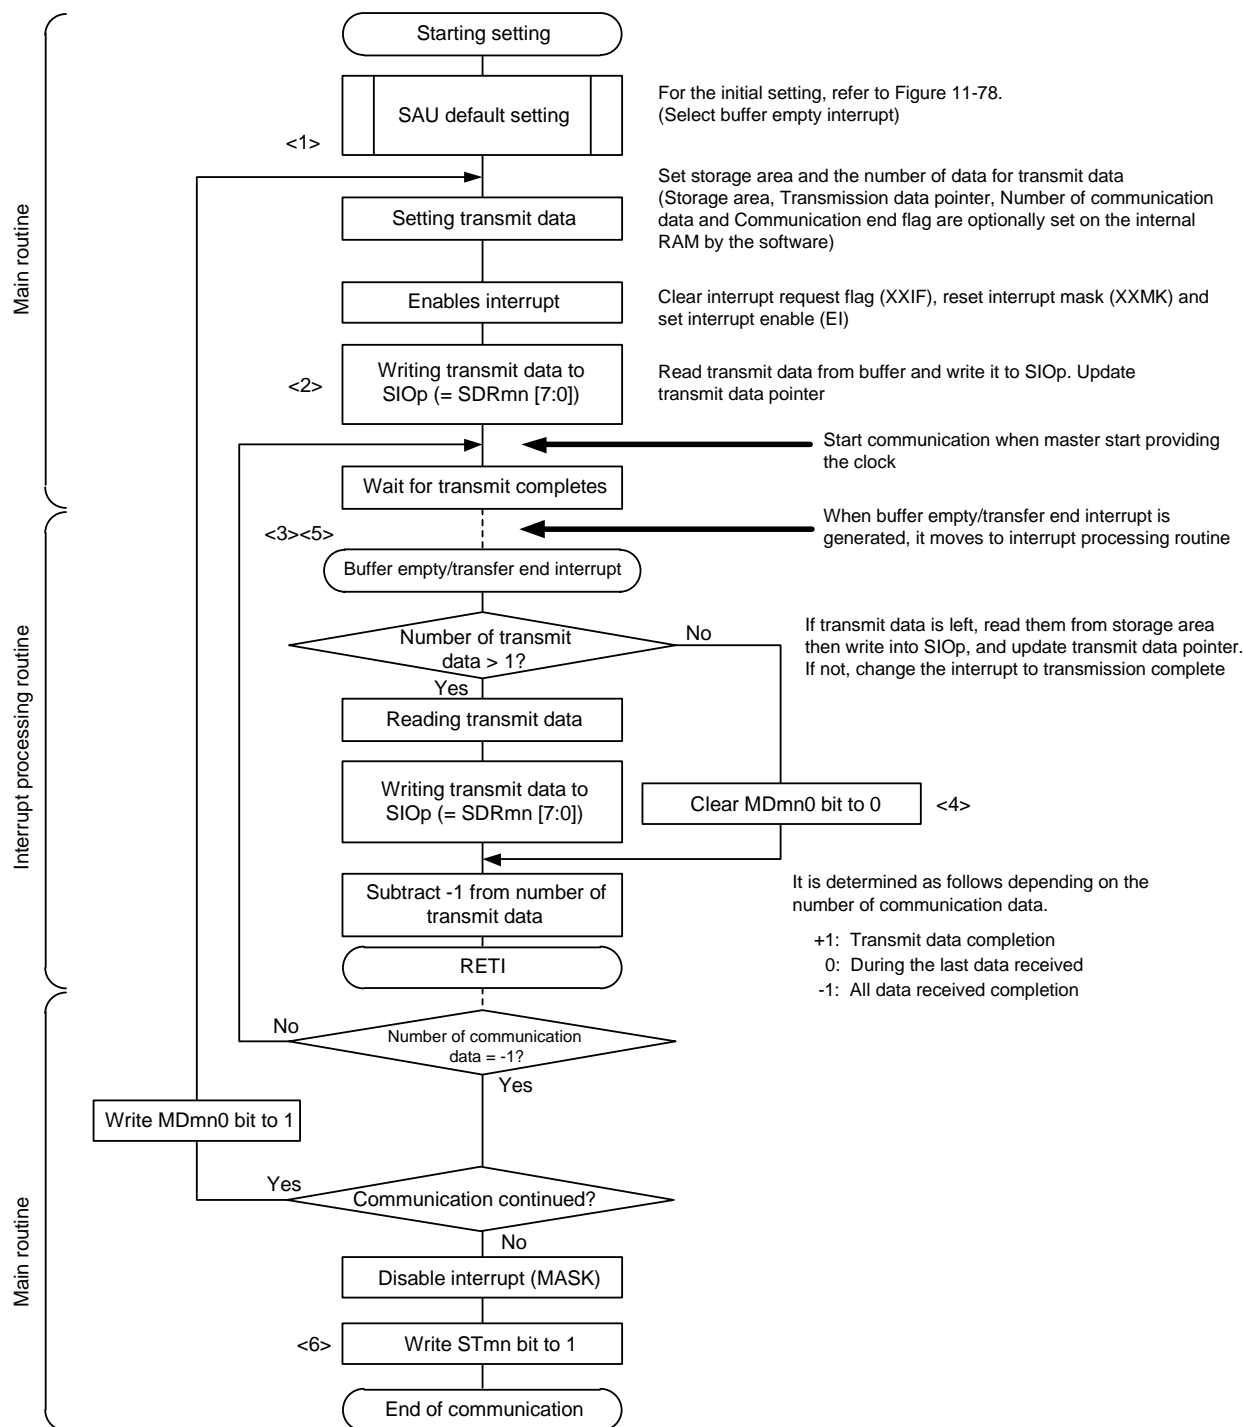 Starting setting
SAU default setting
For the initial setting, refer to Figure 11-78.
(Select buffer empty interrupt)
<1>
Set storage area and the number of data for transmit data
(Storage area, Transmission data pointer, Number of communication
data and Communication end flag are optionally set on the internal
RAM by the software)
Setting transmit data
Main routine
Enables interrupt
Clear interrupt request flag (XXIF), reset interrupt mask (XXMK) and
set interrupt enable (EI)
<2>
Writing transmit data to
SIOp (= SDRmn [7:0])
Read transmit data from buffer and write it to SIOp. Update
transmit data pointer
Start communication when master start providing
the clock
Wait for transmit completes
<3><5>
When buffer empty/transfer end interrupt is
generated, it moves to interrupt processing routine
Buffer empty/transfer end interrupt
Number of transmit
data > 1?
No
Yes
If transmit data is left, read them from storage area
then write into SIOp, and update transmit data pointer.
If not, change the interrupt to transmission complete
Interrupt processing routine
Reading transmit data
Writing transmit data to
SIOp (= SDRmn [7:0])
Clear MDmn0 bit to 0
<4>
Subtract -1 from number of
transmit data
It is determined as follows depending on the
number of communication data.
+1: Transmit data completion
0: During the last data received
-1: All data received completion
RETI
No
Number of communication
data = -1?
Yes
Write MDmn0 bit to 1
Yes
Communication continued?
No
Main routine
Disable interrupt (MASK)
<6>
Write STmn bit to 1
End of communication